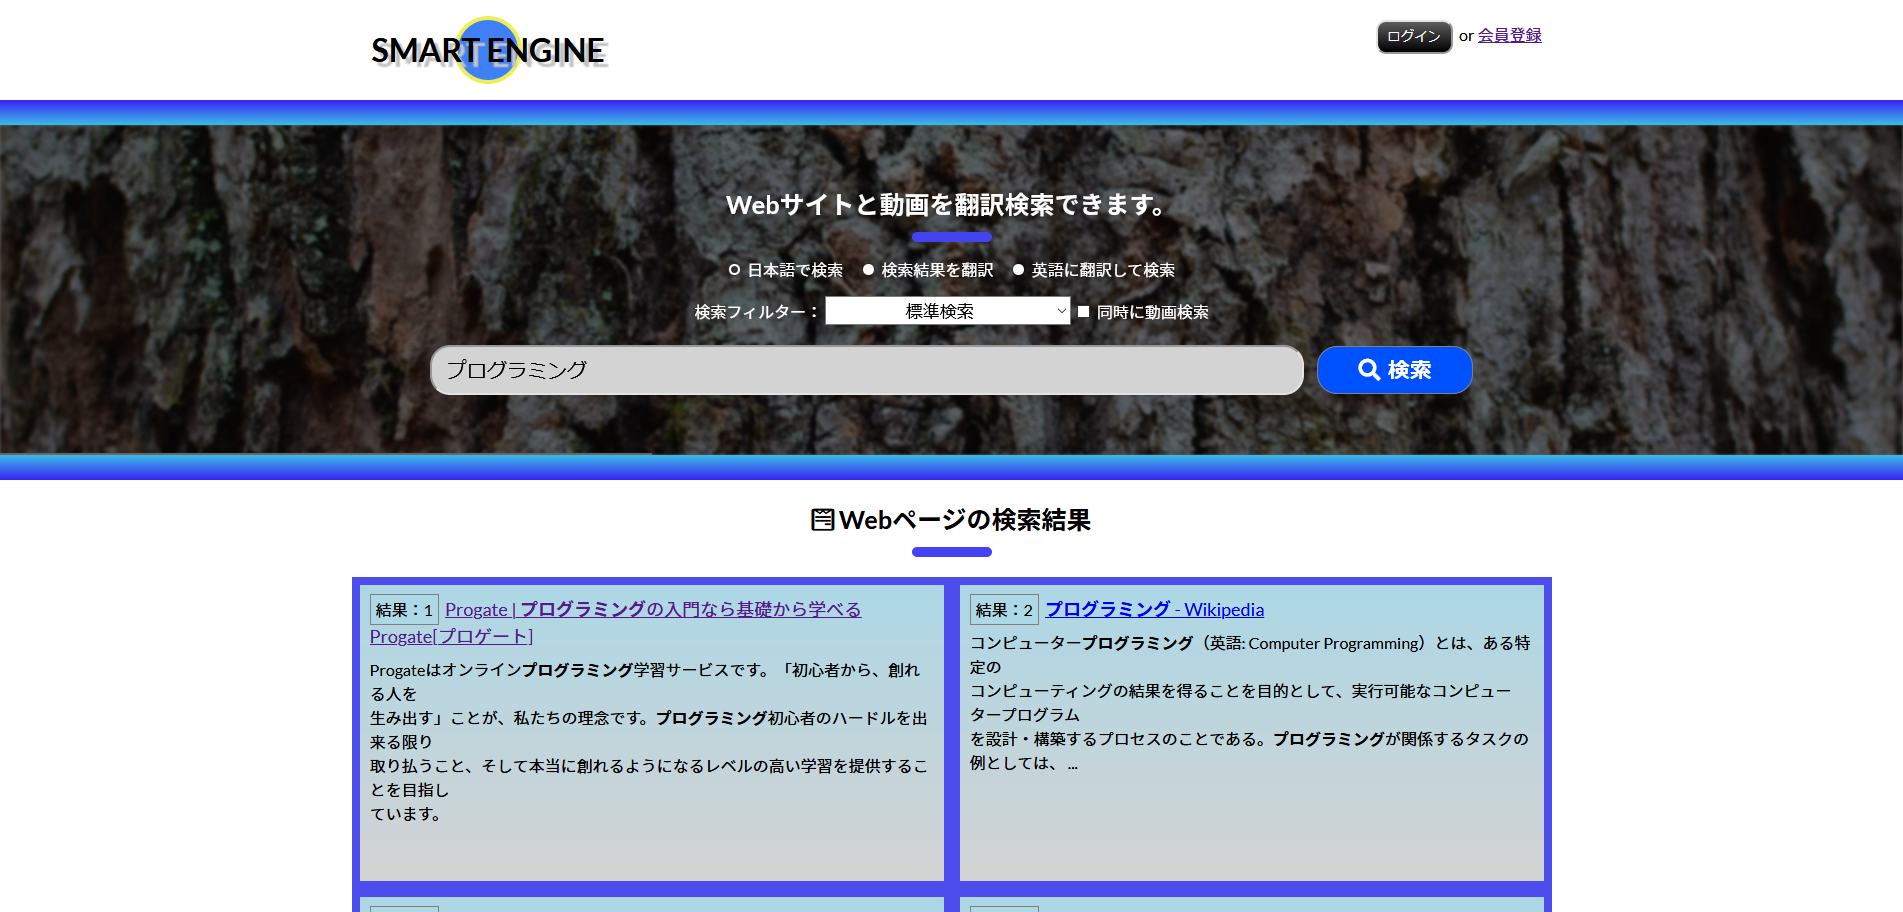 SMART ENGINE
ログイン or 会員登録
Webサイトと動画を翻訳検索できます。
日本語で検索 検索結果を翻訳 英語に翻訳して検索
検索フィルター： 標準検索 同時に動画検索
プログラミング 検索
Webページの検索結果
結果：1 Progate | プログラミングの入門なら基礎から学べる
Progate[プロゲート]
Progateはオンラインプログラミング学習サービスです。「初心者から、創れ
る人を
生み出す」ことが、私たちの理念です。プログラミング初心者のハードルを出
来る限り
取り払うこと、そして本当に創れるようになるレベルの高い学習を提供するこ
とを目指し
ています。
結果：2 プログラミング - Wikipedia
コンピュータープログラミング（英語: Computer Programming）とは、ある特
定の
コンピューティングの結果を得ることを目的として、実行可能なコンピュー
タープログラム
を設計・構築するプロセスのことである。プログラミングが関係するタスクの
例としては、 ...